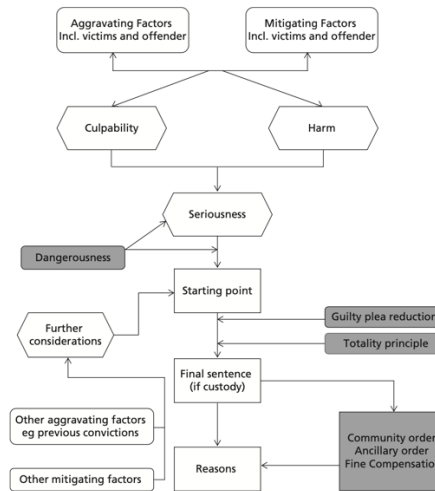 Aggravating Factors
Incl. victims and offender
Mitigating Factors
Incl. victims and offender
Culpability
Harm
Seriousness
Dangerousness
Starting point
Guilty plea reduction
Further
considerations
Totality principle
Final sentence
(if custody)
Other aggravating factors
eg previous convictions
Community order
Ancillary order
Fine Compensation
Other mitigating factors
Reasons